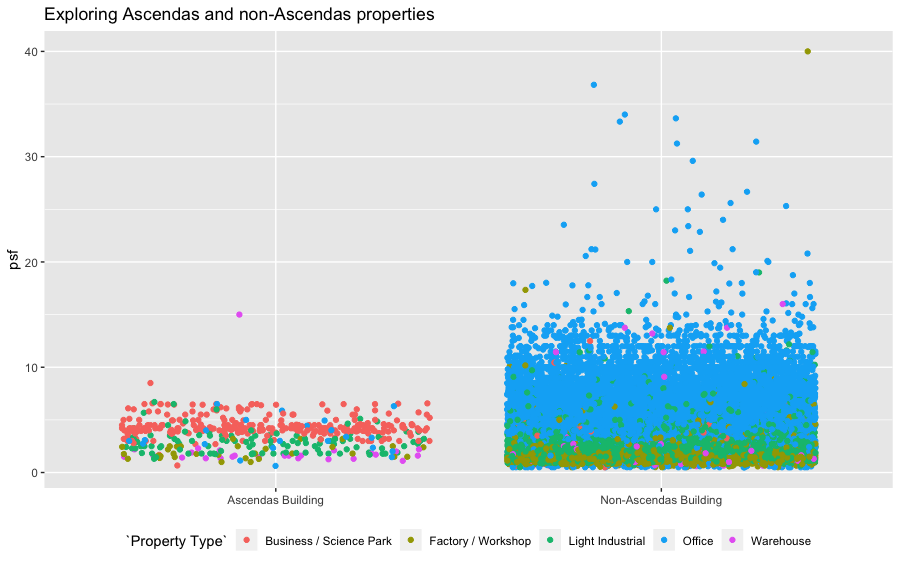 Exploring Ascendas and non-Ascendas properties
psf
40
30
20
10
0
Ascendas Building Non-Ascendas Building
`Property Type` Business / Science Park Factory / Workshop Light Industrial Office Warehouse